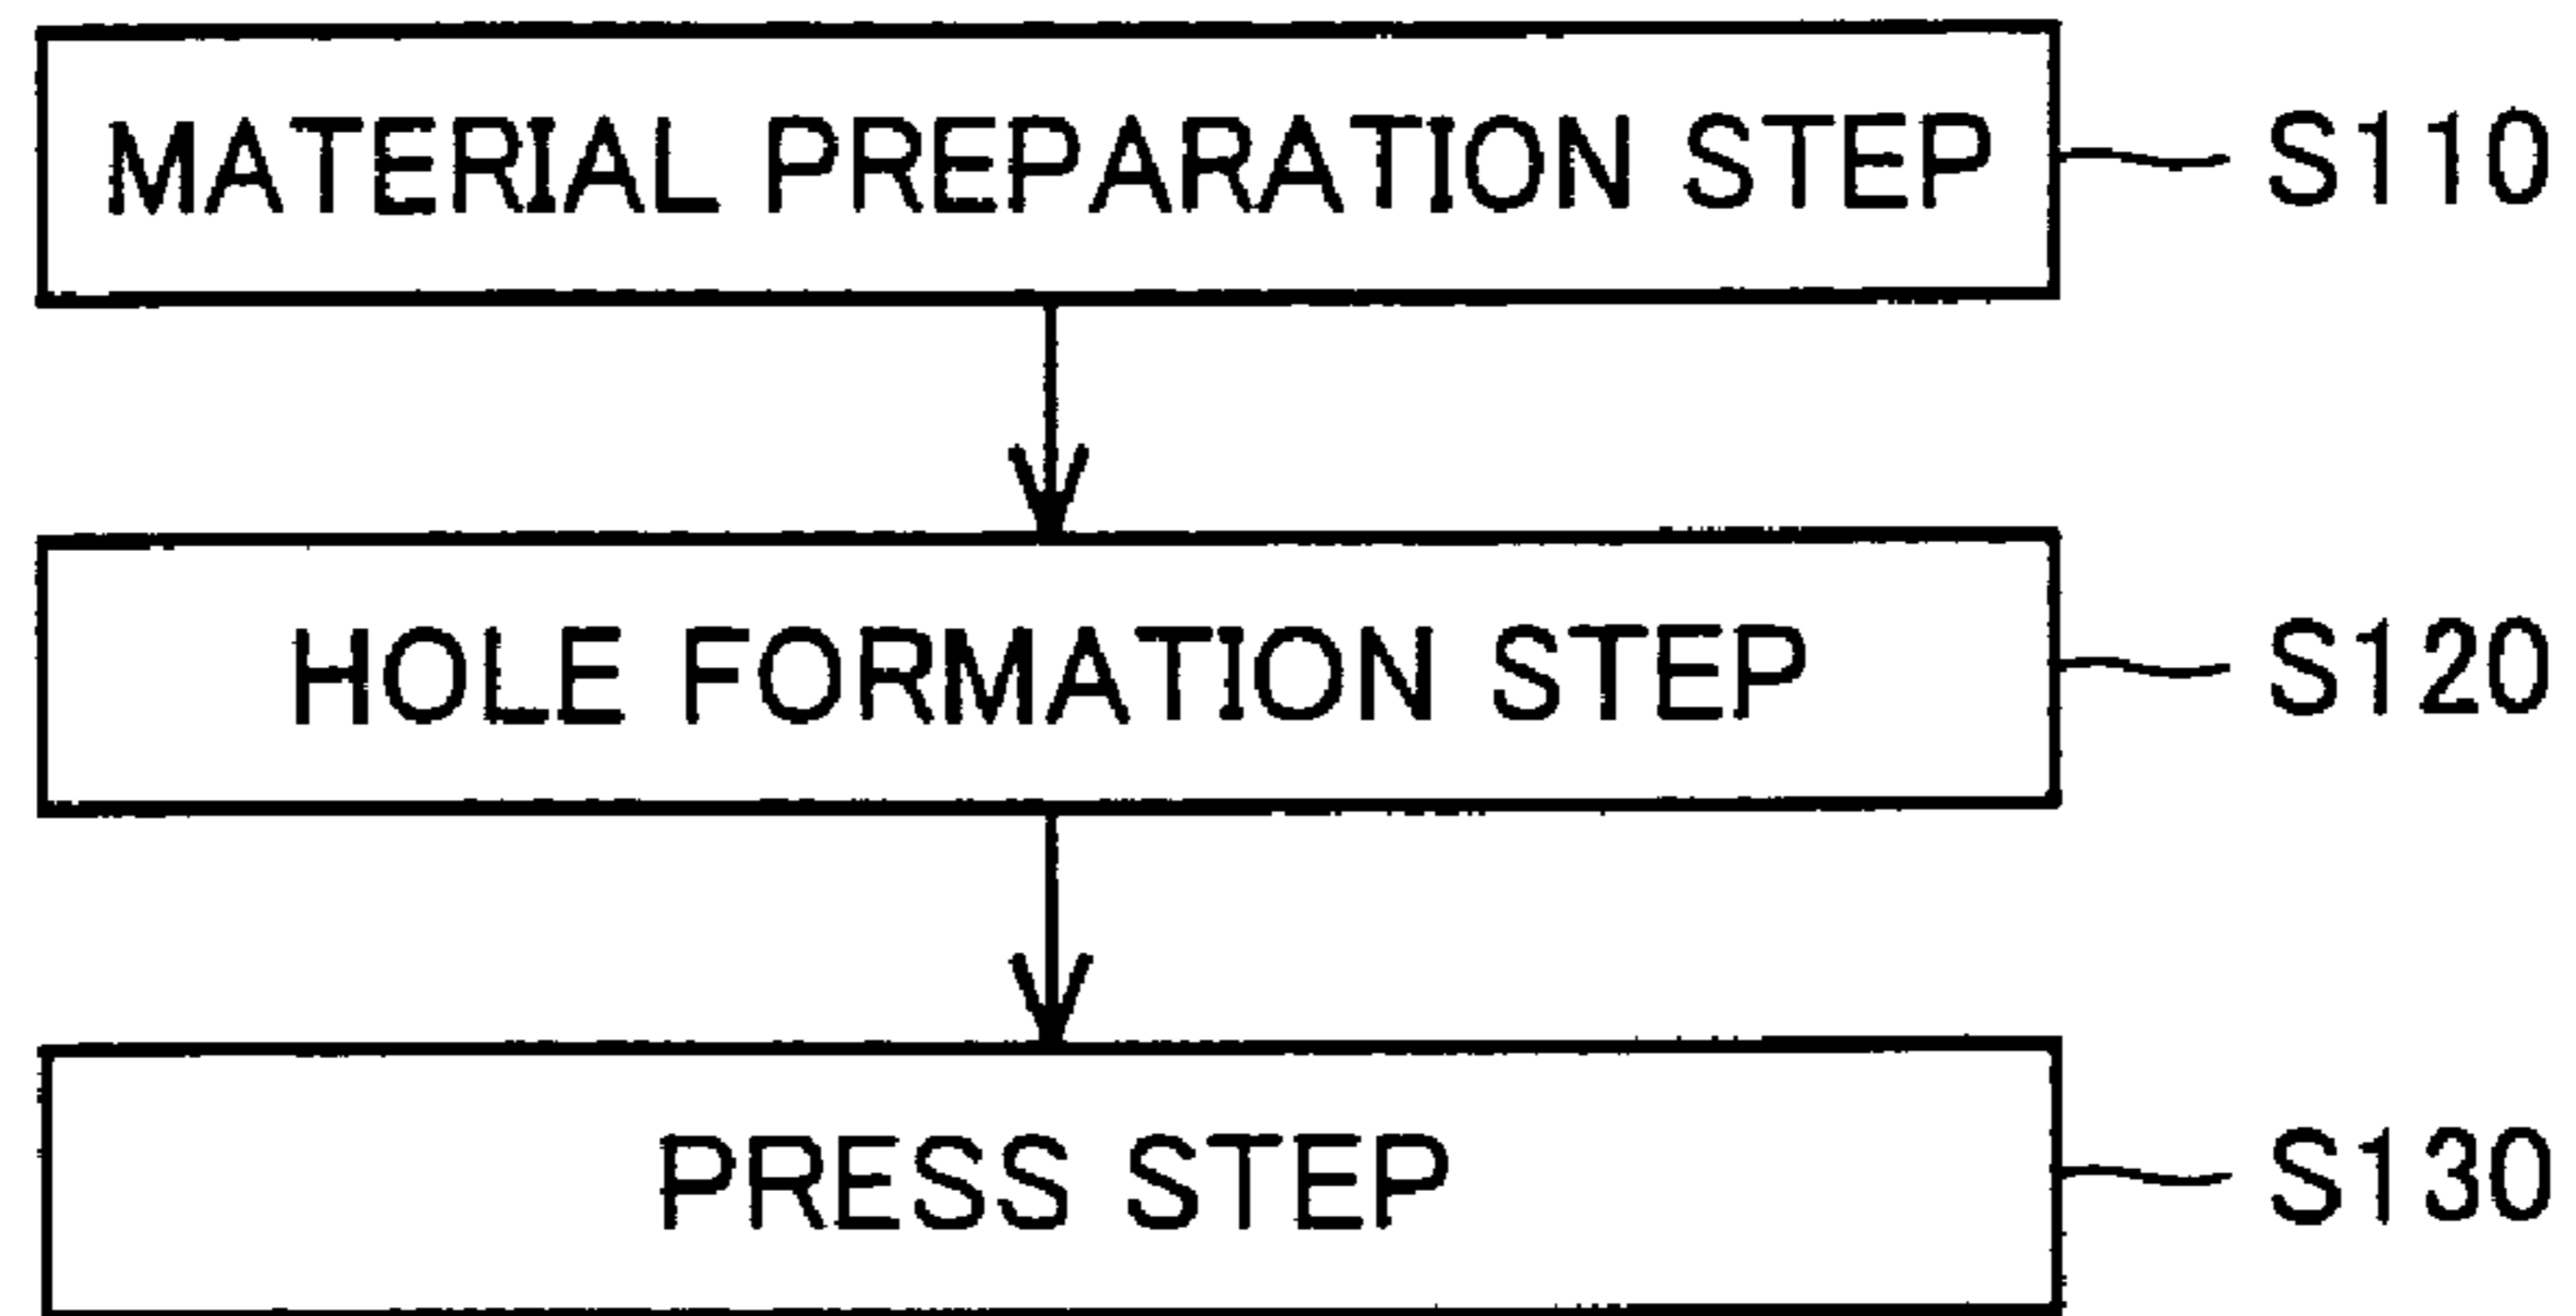 MATERIAL PREPARATION STEP S110
HOLE FORMATION STEP S120
PRESS STEP S130